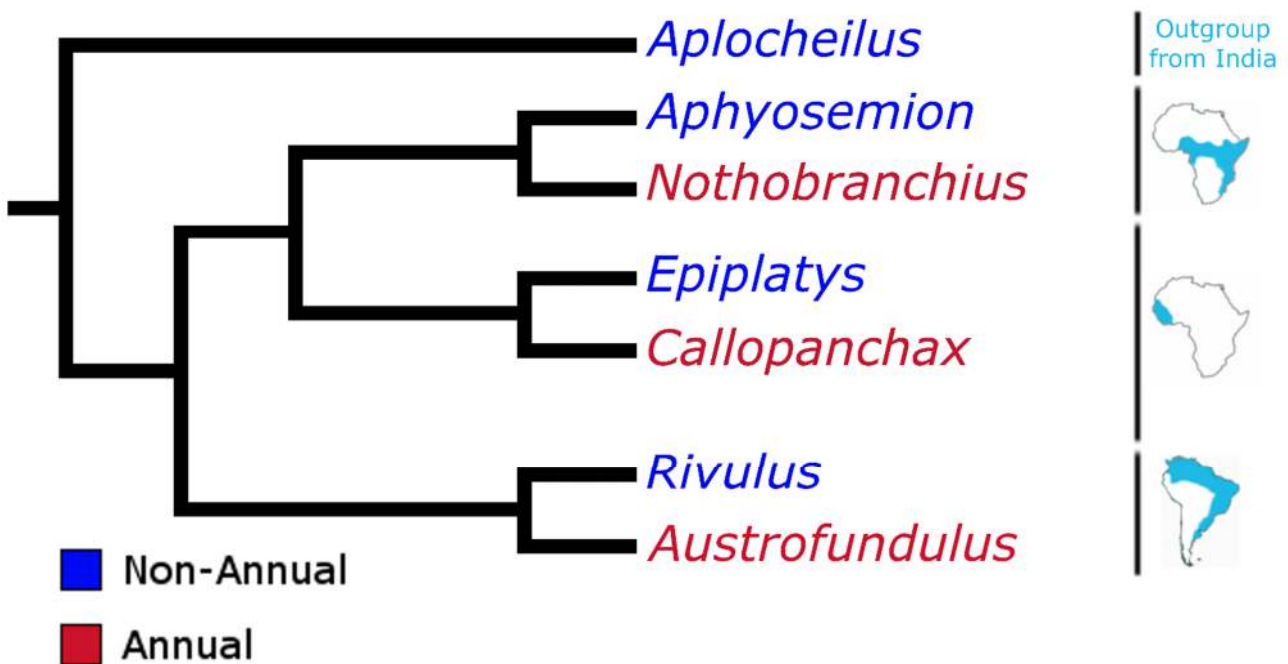 Aplocheilus
Outgroup
from India
Aphyosemion
Nothobranchius
Epiplatys
Callopanchax
Rivulus
Austrofundulus
Non-Annual
Annual